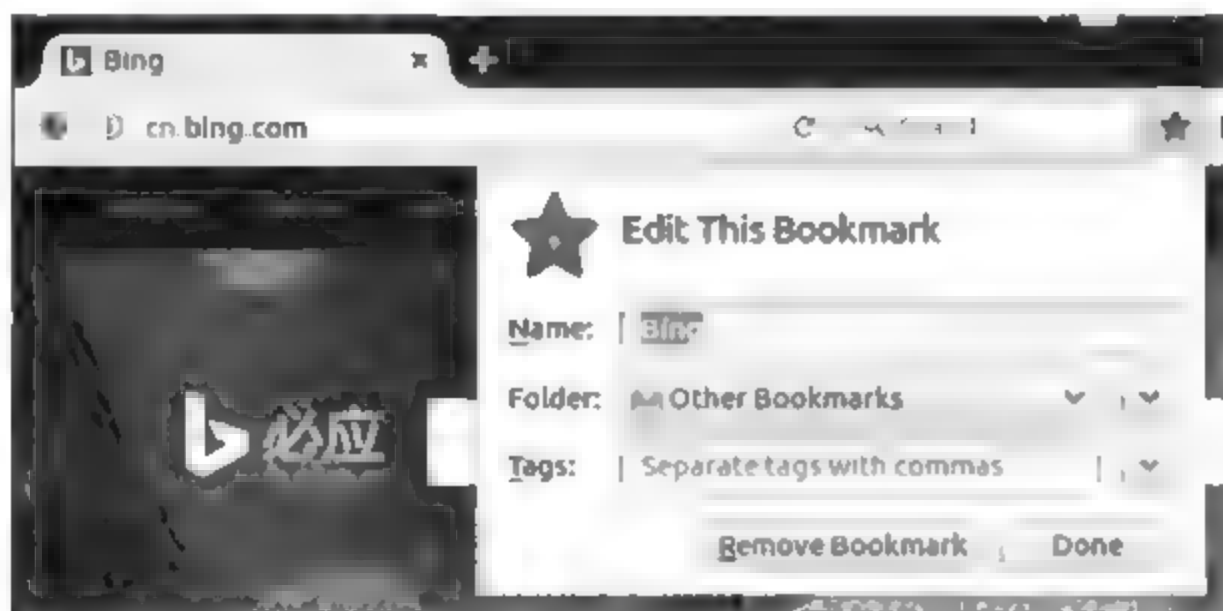 Bing
cn.bing.com
Edit This Bookmark
Name: Bing
Folder: Other Bookmarks
必应
Tags: Separate tags with commas
Remove Bookmark Done